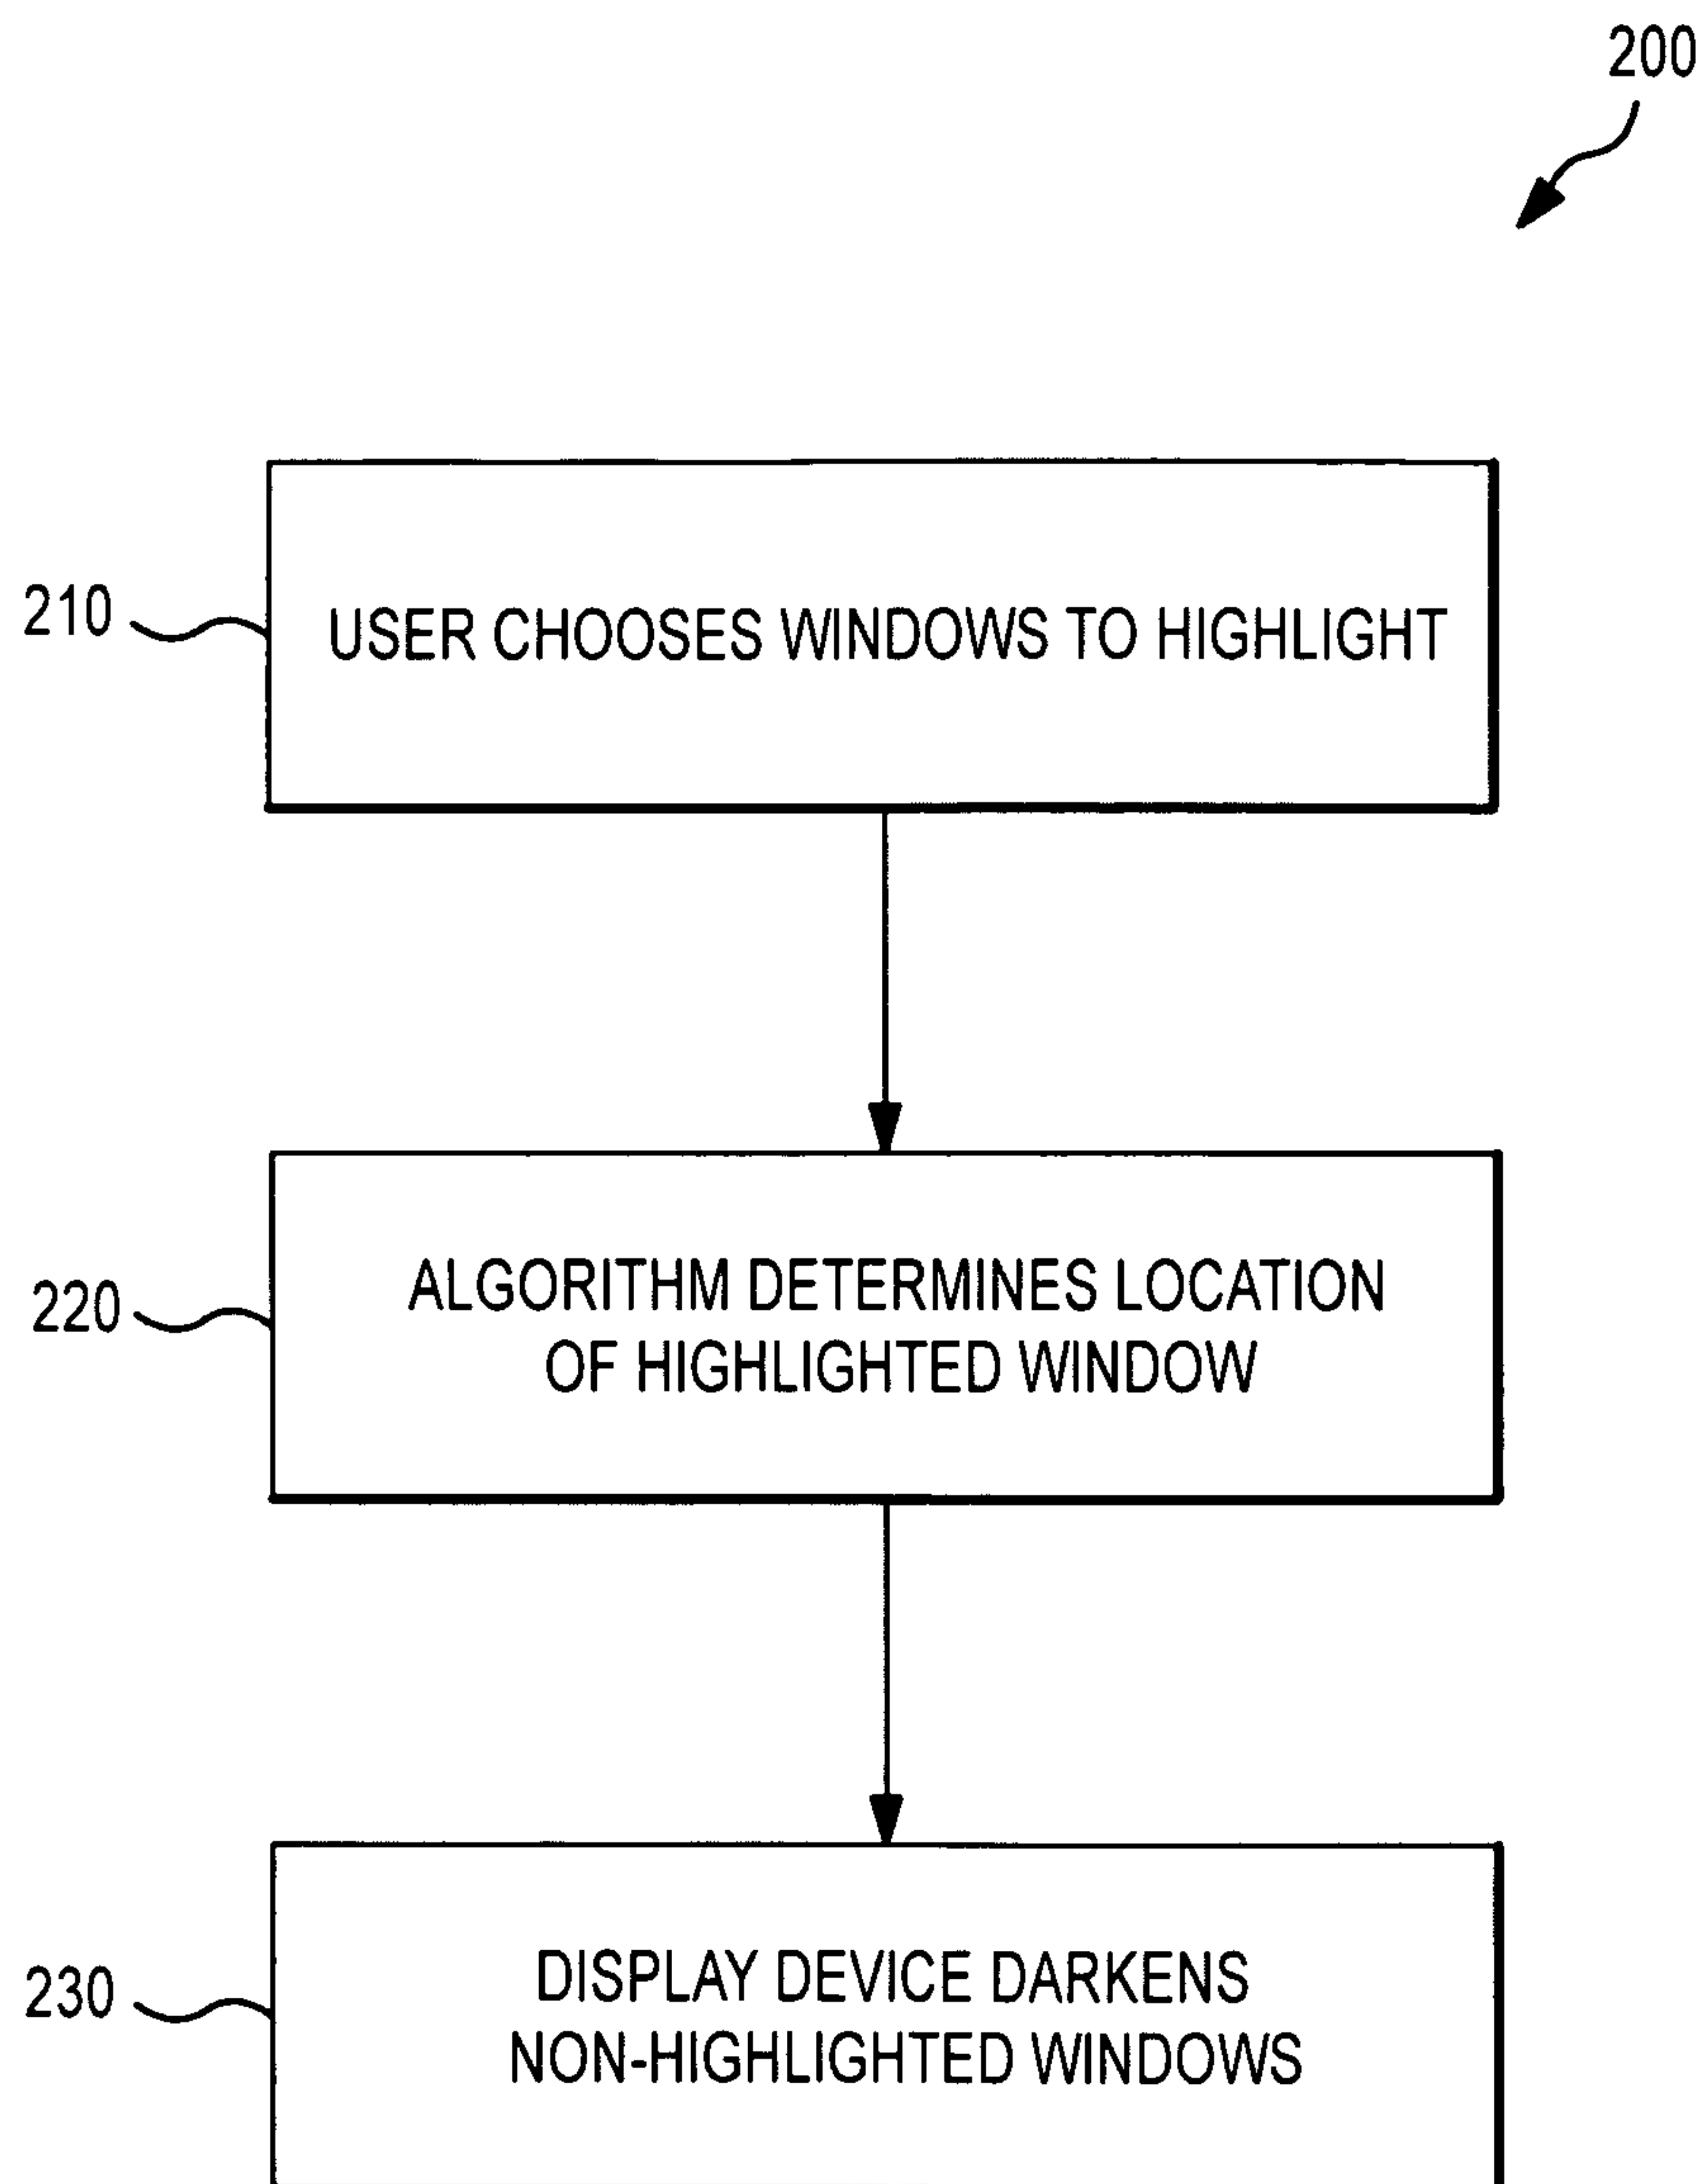 200
210
USER CHOOSES WINDOWS TO HIGHLIGHT
220
ALGORITHM DETERMINES LOCATION
OF HIGHLIGHTED WINDOW
230
DISPLAY DEVICE DARKENS
NON-HIGHLIGHTED WINDOWS